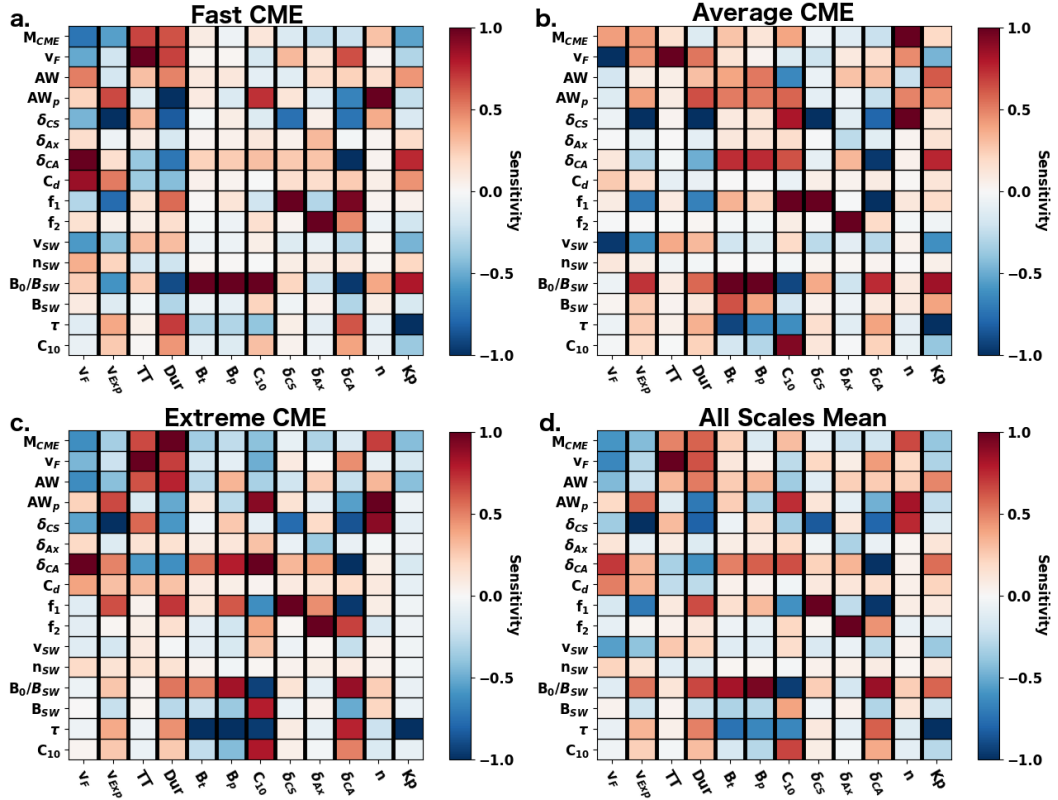 a. Fast CME
M_CME
v_F
AW
AW_p
δ_CS
δ_Ax
δ_CA
C_d
f_1
f_2
v_SW
n_SW
B_0/B_SW
B_SW
τ
C_10
v_F v_Exp TT Dur B_t B_p C_10 δ_CS δ_Ax δ_CA n Kp
1.0
0.5
0.0
−0.5
−1.0
Sensitivity
b. Average CME
M_CME
v_F
AW
AW_p
δ_CS
δ_Ax
δ_CA
C_d
f_1
f_2
v_SW
n_SW
B_0/B_SW
B_SW
τ
C_10
v_F v_Exp TT Dur B_t B_p C_10 δ_CS δ_Ax δ_CA n Kp
1.0
0.5
0.0
−0.5
−1.0
Sensitivity
c. Extreme CME
M_CME
v_F
AW
AW_p
δ_CS
δ_Ax
δ_CA
C_d
f_1
f_2
v_SW
n_SW
B_0/B_SW
B_SW
τ
C_10
v_F v_Exp TT Dur B_t B_p C_10 δ_CS δ_Ax δ_CA n Kp
1.0
0.5
0.0
−0.5
−1.0
Sensitivity
d. All Scales Mean
M_CME
v_F
AW
AW_p
δ_CS
δ_Ax
δ_CA
C_d
f_1
f_2
v_SW
n_SW
B_0/B_SW
B_SW
τ
C_10
v_F v_Exp TT Dur B_t B_p C_10 δ_CS δ_Ax δ_CA n Kp
1.0
0.5
0.0
−0.5
−1.0
Sensitivity